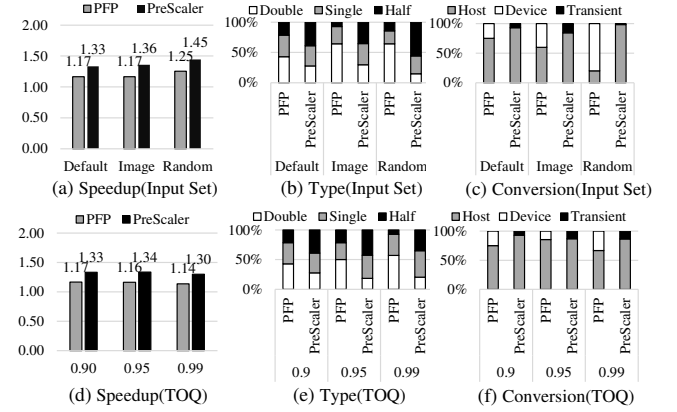 PFP PreScaler
2.00
1.50
1.00
0.50
0.00
1.17 1.33
1.17 1.36
1.25 1.45
Default Image Random
(a) Speedup(Input Set)
Double Single Half
100%
50%
0%
PFP PreScaler PFP PreScaler PFP PreScaler
Default Image Random
(b) Type(Input Set)
Host Device Transient
100%
50%
0%
PFP PreScaler PFP PreScaler PFP PreScaler
Default Image Random
(c) Conversion(Input Set)
PFP PreScaler
2.00
1.50
1.00
0.50
0.00
1.17 1.33
1.16 1.34
1.14 1.30
0.90 0.95 0.99
(d) Speedup(TOQ)
Double Single Half
100%
50%
0%
PFP PreScaler PFP PreScaler PFP PreScaler
0.9 0.95 0.99
(e) Type(TOQ)
Host Device Transient
100%
50%
0%
PFP PreScaler PFP PreScaler PFP PreScaler
0.9 0.95 0.99
(f) Conversion(TOQ)